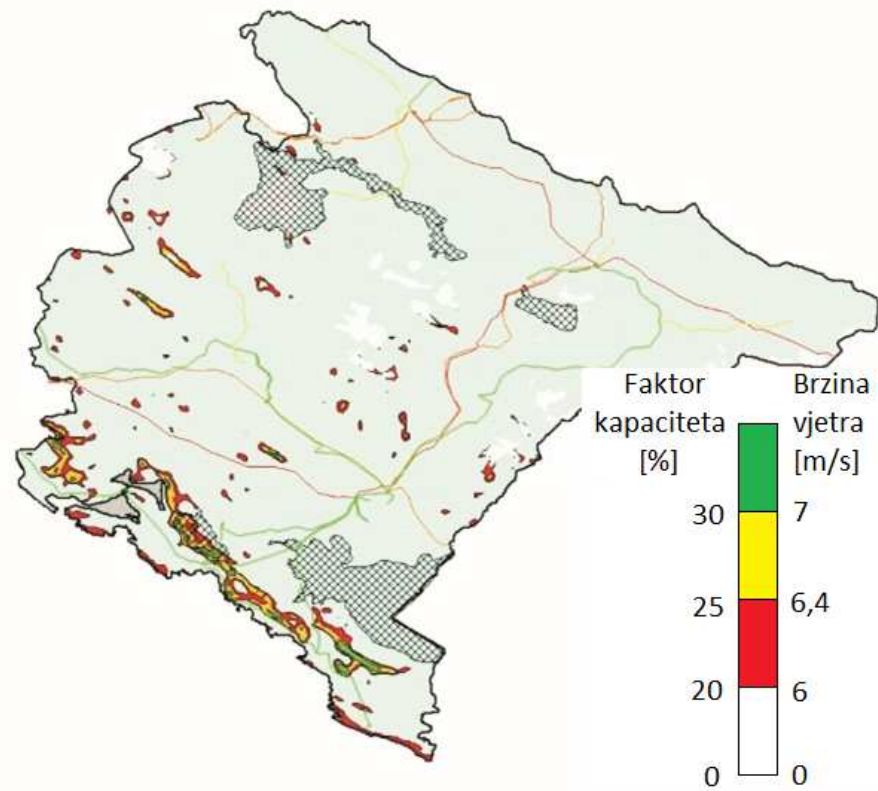 Faktor
kapaciteta
[%]
Brzina
vjetra
[m/s]
30
7
25
6,4
20
6
0
0